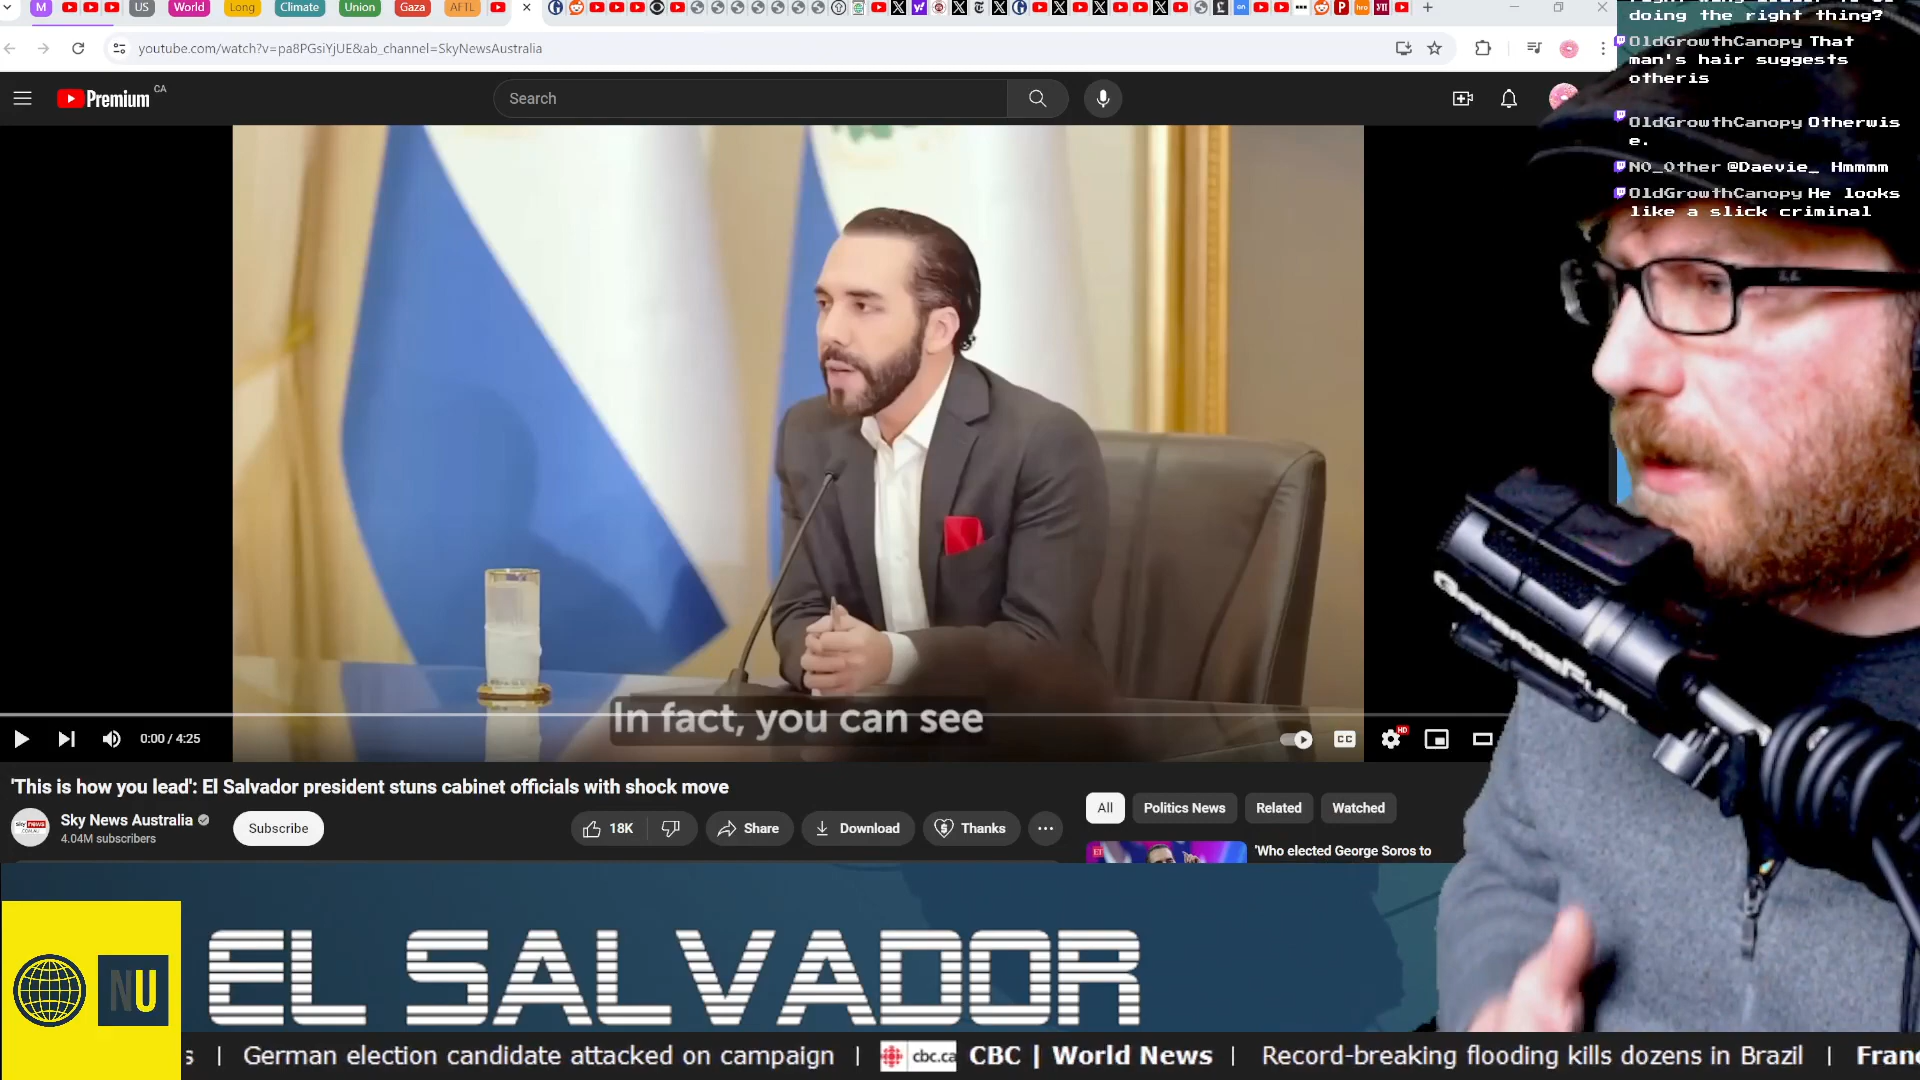 M
US
World
Long
Climate
Union
Gaza
AFTL
youtube.com/watch?v=pa8PGsiYjUE&ab_channel=SkyNewsAustralia
Premium CA
Search
doing the right thing?
OldGrowthCanopy That
man's hair suggests
otheris
OldGrowthCanopy Otherwis
e.
NO_Other @Daevie_ Hmmmm
OldGrowthCanopy He looks
like a slick criminal
In fact, you can see
0:00 / 4:25
CC
HD
'This is how you lead': El Salvador president stuns cabinet officials with shock move
Sky News Australia
4.04M subscribers
Subscribe
18K
Share
Download
Thanks
All
Politics News
Related
Watched
'Who elected George Soros to
NU
EL SALVADOR
s | German election candidate attacked on campaign | cbc.ca CBC | World News | Record-breaking flooding kills dozens in Brazil | Franc